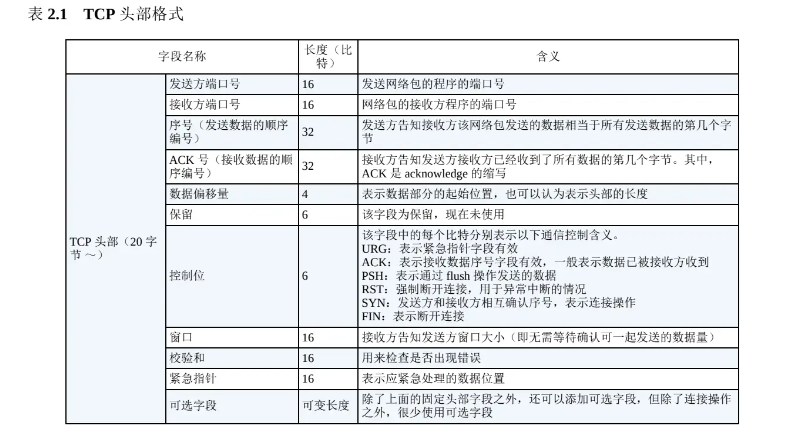 表 2.1 TCP 头部格式
字段名称
长度（比
特）
含义
TCP 头部（20 字
节～）
发送方端口号
16
发送网络包的程序的端口号
接收方端口号
16
网络包的接收方程序的端口号
序号（发送数据的顺序
编号）
32
发送方告知接收方该网络包发送的数据相当于所有发送数据的第几个字
节
ACK 号（接收数据的顺
序编号）
32
接收方告知发送方接收方已经收到了所有数据的第几个字节。其中，
ACK 是 acknowledge 的缩写
数据偏移量
4
表示数据部分的起始位置，也可以认为表示头部的长度
保留
6
该字段为保留，现在未使用
控制位
6
该字段中的每个比特分别表示以下通信控制含义。
URG：表示紧急指针字段有效
ACK：表示接收数据序号字段有效，一般表示数据已被接收方收到
PSH：表示通过 flush 操作发送的数据
RST：强制断开连接，用于异常中断的情况
SYN：发送方和接收方相互确认序号，表示连接操作
FIN：表示断开连接
窗口
16
接收方告知发送方窗口大小（即无需等待确认可一起发送的数据量）
校验和
16
用来检查是否出现错误
紧急指针
16
表示应紧急处理的数据位置
可选字段
可变长度
除了上面的固定头部字段之外，还可以添加可选字段，但除了连接操作
之外，很少使用可选字段